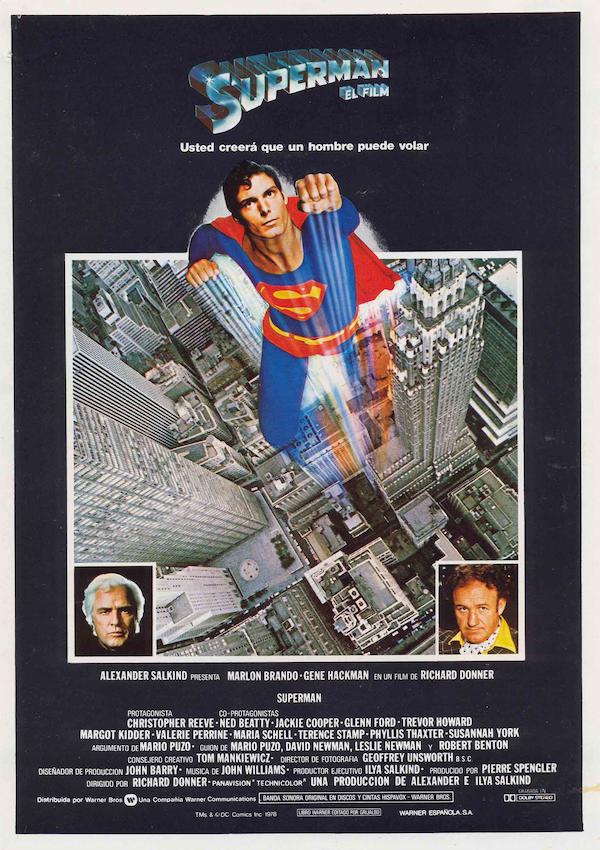 SUPERMAN
EL FILM
Usted creerá que un hombre puede volar
ALEXANDER SALKIND PRESENTA MARLON BRANDO · GENE HACKMAN EN UN FILM DE RICHARD DONNER
SUPERMAN
PROTAGONISTA CO-PROTAGONISTAS
CHRISTOPHER REEVE · NED BEATTY · JACKIE COOPER · GLENN FORD · TREVOR HOWARD
MARGOT KIDDER · VALERIE PERRINE · MARIA SCHELL · TERENCE STAMP · PHYLLIS THAXTER · SUSANNAH YORK
ARGUMENTO DE MARIO PUZO · GUION DE MARIO PUZO, DAVID NEWMAN, LESLIE NEWMAN Y ROBERT BENTON
CONSEJERO CREATIVO TOM MANKIEWICZ · DIRECTOR DE FOTOGRAFIA GEOFFREY UNSWORTH B.S.C.
DISEÑADOR DE PRODUCCION JOHN BARRY · MUSICA DE JOHN WILLIAMS · PRODUCTOR EJECUTIVO ILYA SALKIND · PRODUCIDO POR PIERRE SPENGLER
DIRIGIDO POR RICHARD DONNER · PANAVISION® TECHNICOLOR® UNA PRODUCCION DE ALEXANDER E ILYA SALKIND
Distribuida por Warner Bros Una Compañia Warner Communications BANDA SONORA ORIGINAL EN DISCOS Y CINTAS HISPAVOX - WARNER BROS. DOLBY STEREO
TMs & © DC Comics Inc 1978 LIBRO WARNER EDITADO POR GRIJALBO WARNER ESPAÑOLA, S.A.